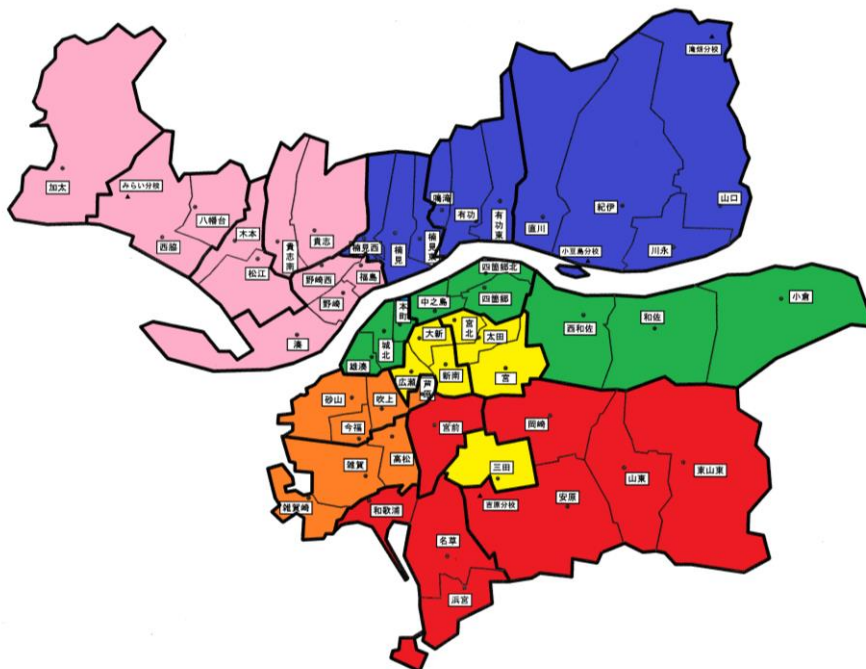 滝畑分校
加太
みらい分校
八幡台
西脇
木本
松江
貴志南
貴志
野崎西
福島
野崎
湊
楠見西
楠見
楠見東
鳴滝
有功
有功東
直川
紀伊
山口
小豆島分校
川永
四箇郷北
四箇郷
中之島
本町
城北
雄湊
小倉
西和佐
和佐
大新
宮北
太田
広瀬
新南
宮
芦原
砂山
吹上
今福
高松
雑賀
雑賀崎
宮前
岡崎
三田
和歌浦
吉原分校
安原
山東
東山東
名草
浜宮